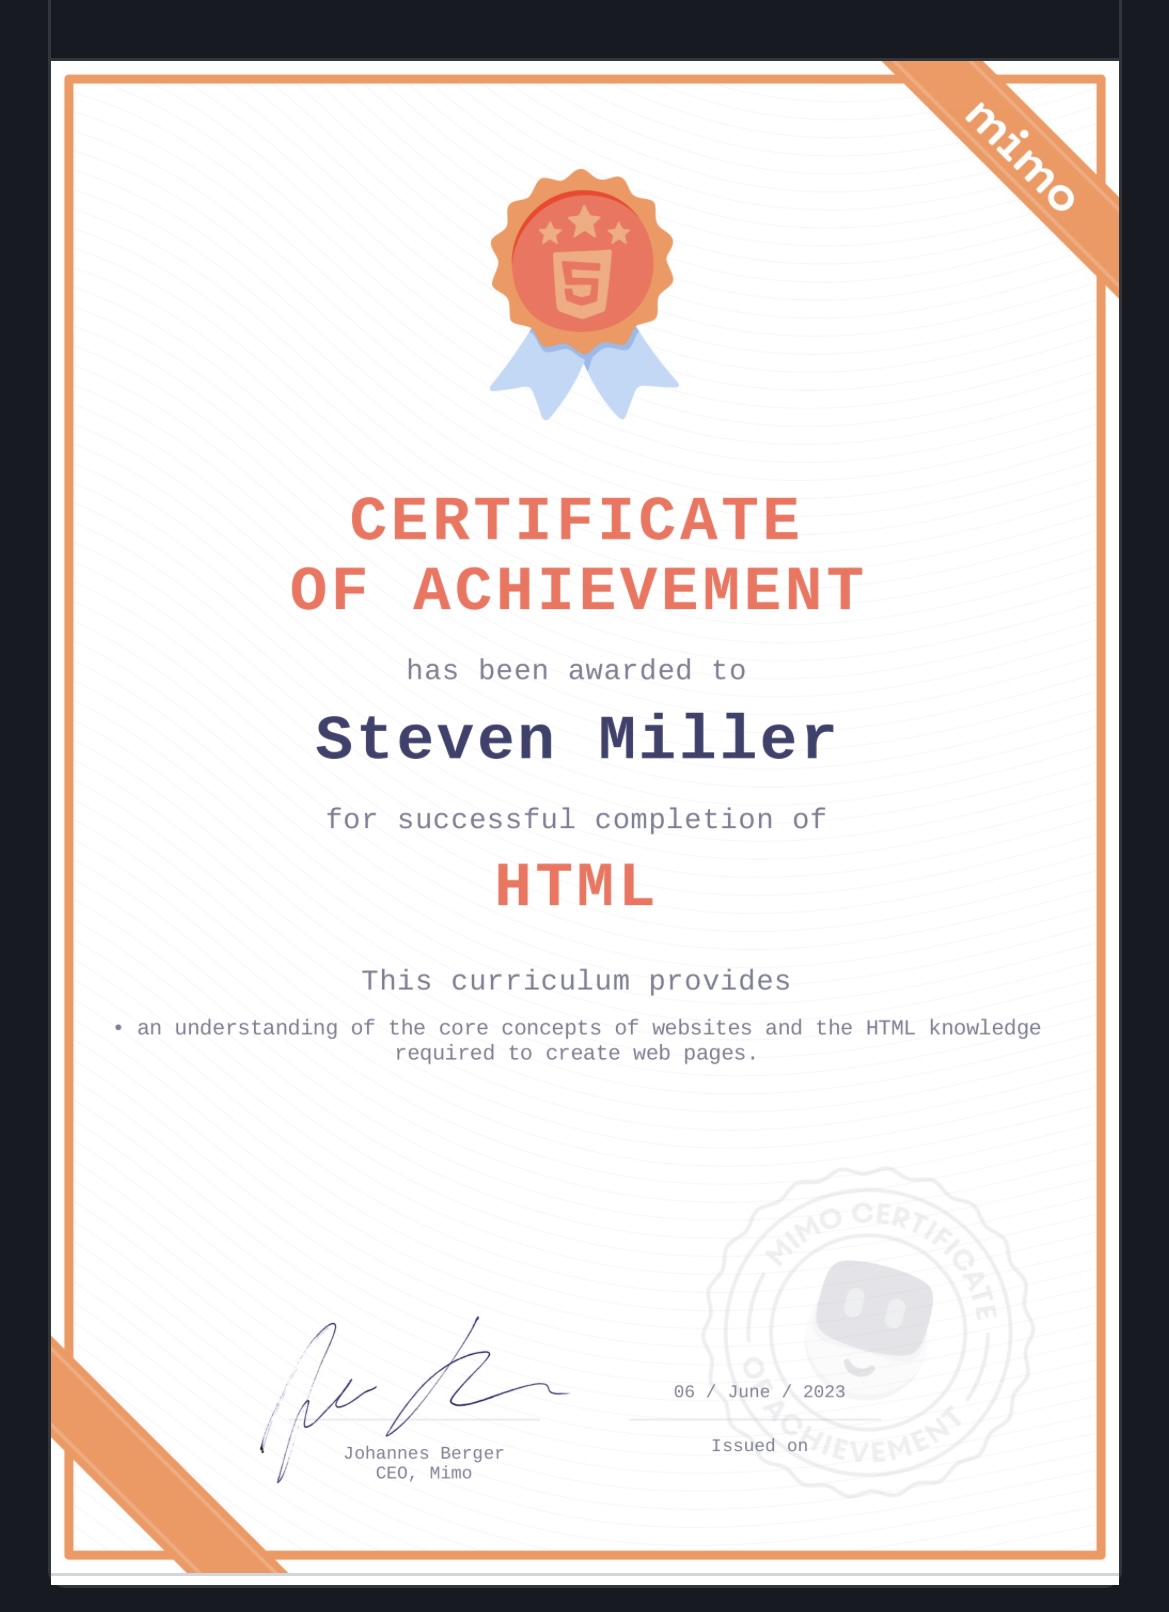 mimo
CERTIFICATE
OF ACHIEVEMENT
has been awarded to
Steven Miller
for successful completion of
HTML
This curriculum provides
• an understanding of the core concepts of websites and the HTML knowledge
required to create web pages.
MIMO CERTIFICATE
OF ACHIEVEMENT
06 / June / 2023
Issued on
Johannes Berger
CEO, Mimo